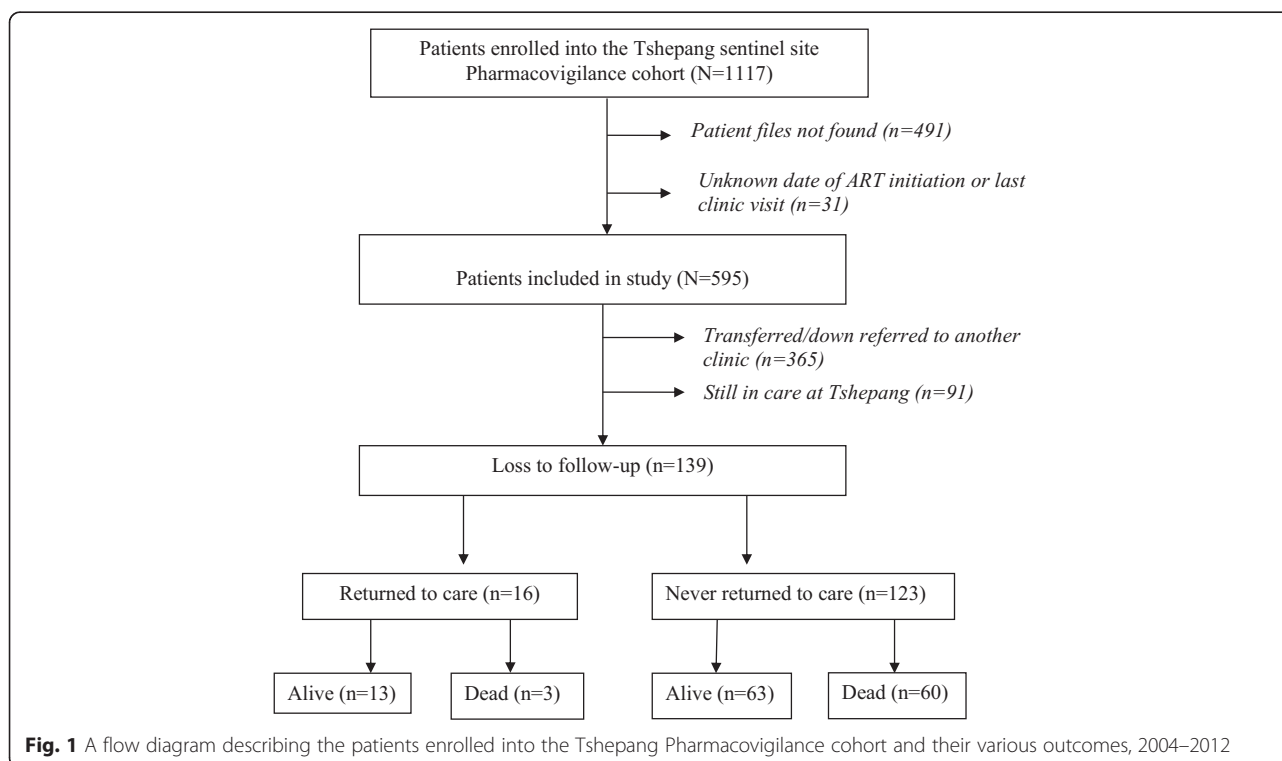 Patients enrolled into the Tshepang sentinel site
Pharmacovigilance cohort (N=1117)
Patient files not found (n=491)
Unknown date of ART initiation or last
clinic visit (n=31)
Patients included in study (N=595)
Transferred/down referred to another
clinic (n=365)
Still in care at Tshepang (n=91)
Loss to follow-up (n=139)
Returned to care (n=16)
Never returned to care (n=123)
Alive (n=13)
Dead (n=3)
Alive (n=63)
Dead (n=60)
Fig. 1 A flow diagram describing the patients enrolled into the Tshepang Pharmacovigilance cohort and their various outcomes, 2004–2012